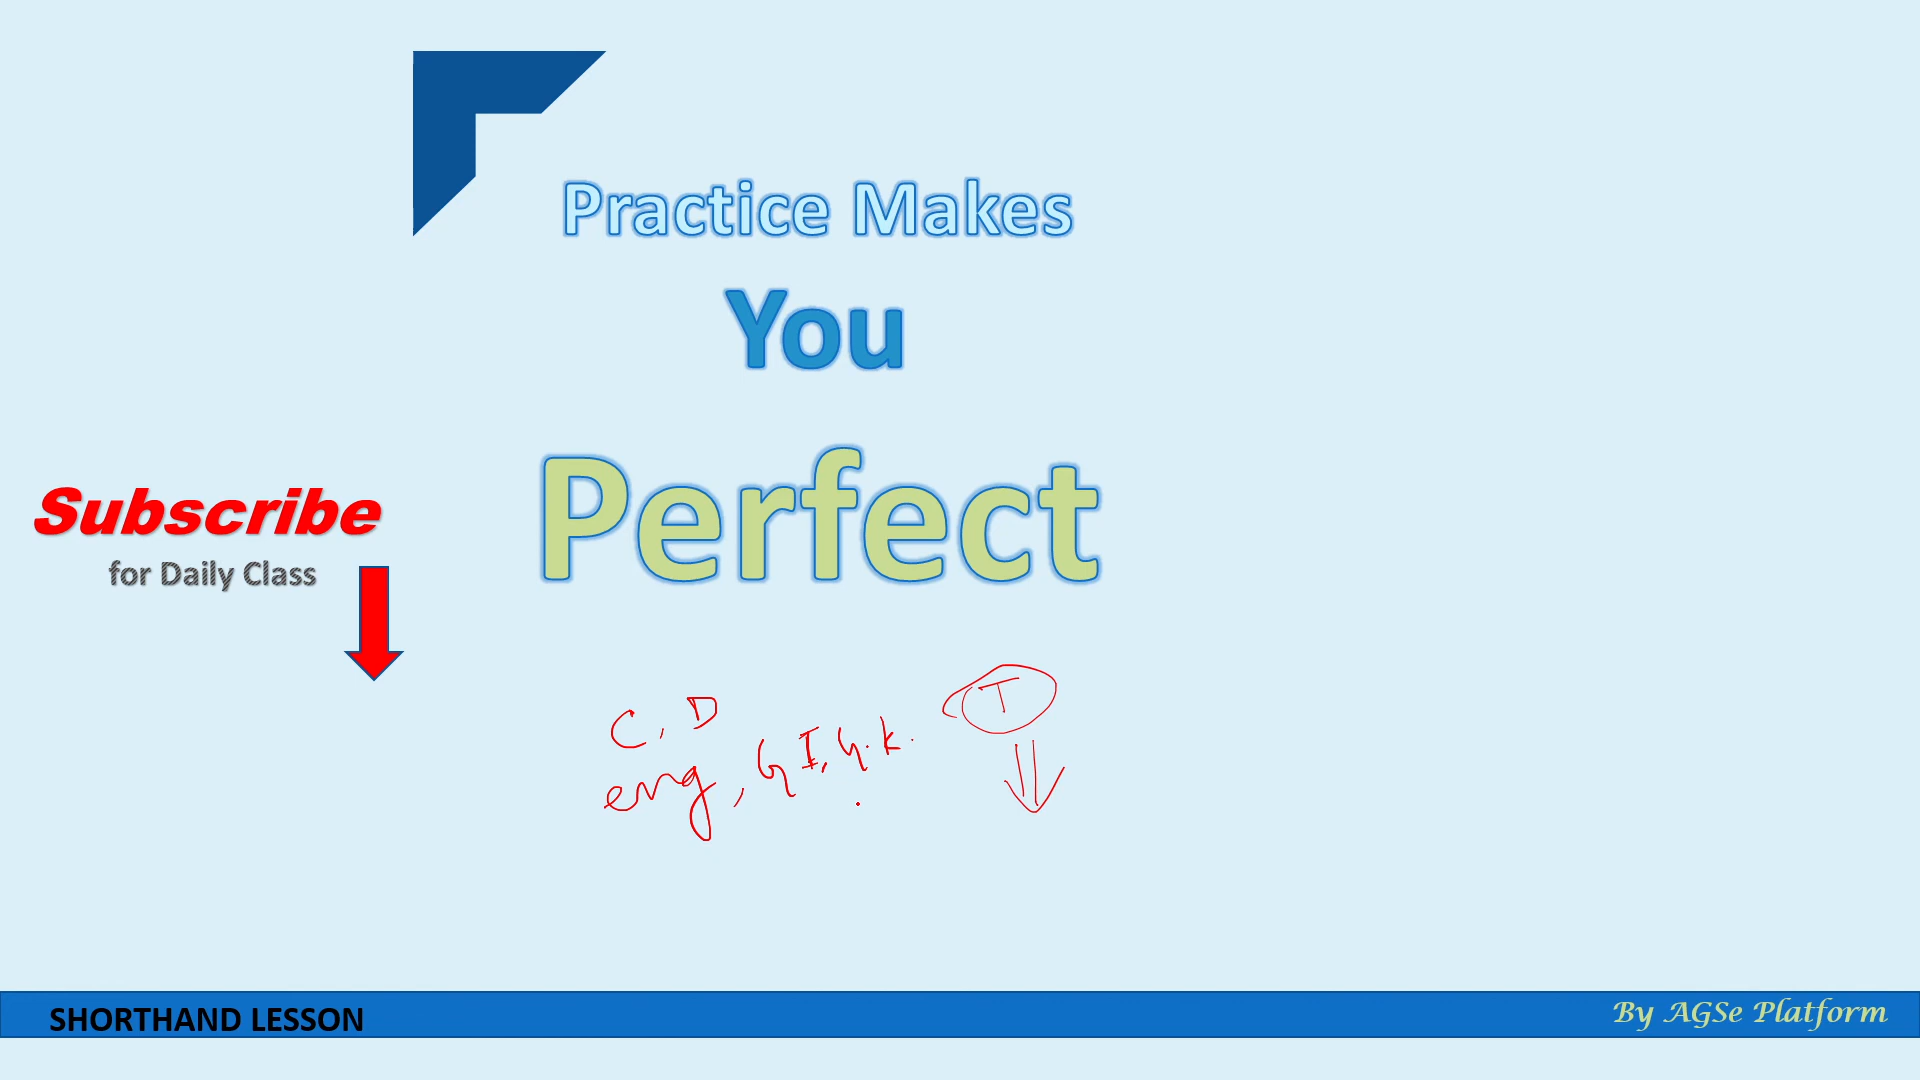 Practice Makes
You
Perfect
Subscribe
for Daily Class
C, D
T
eng, G I, G.K.
SHORTHAND LESSON
By AGSe Platform